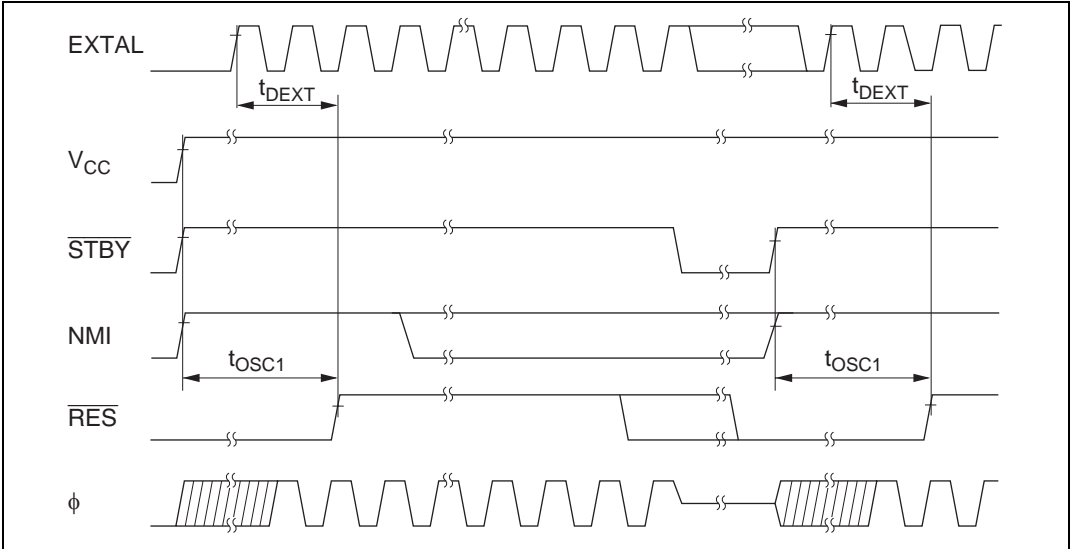 EXTAL
tDEXT tDEXT
VCC
STBY
NMI
tOSC1 tOSC1
RES
ϕ